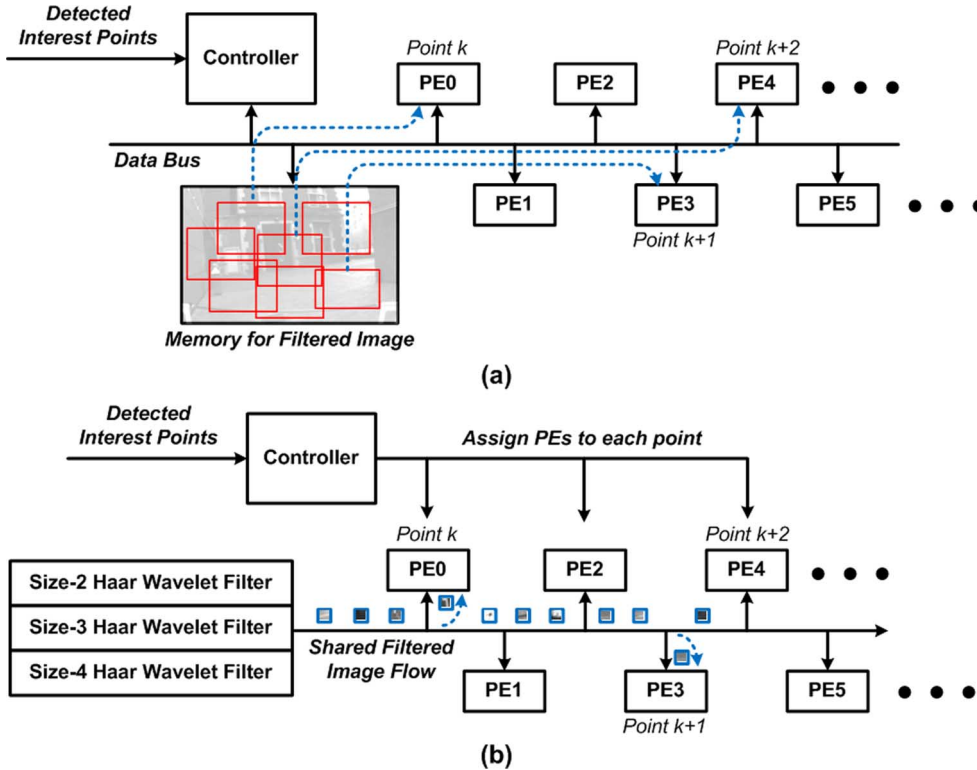 Detected
Interest Points
Controller
Point k
Point k+2
PE0
PE2
PE4
Data Bus
PE1
PE3
PE5
Point k+1
Memory for Filtered Image
(a)
Detected
Interest Points
Controller
Assign PEs to each point
Point k
Point k+2
PE0
PE2
PE4
Size-2 Haar Wavelet Filter
Size-3 Haar Wavelet Filter
Size-4 Haar Wavelet Filter
Shared Filtered
Image Flow
PE1
PE3
PE5
Point k+1
(b)